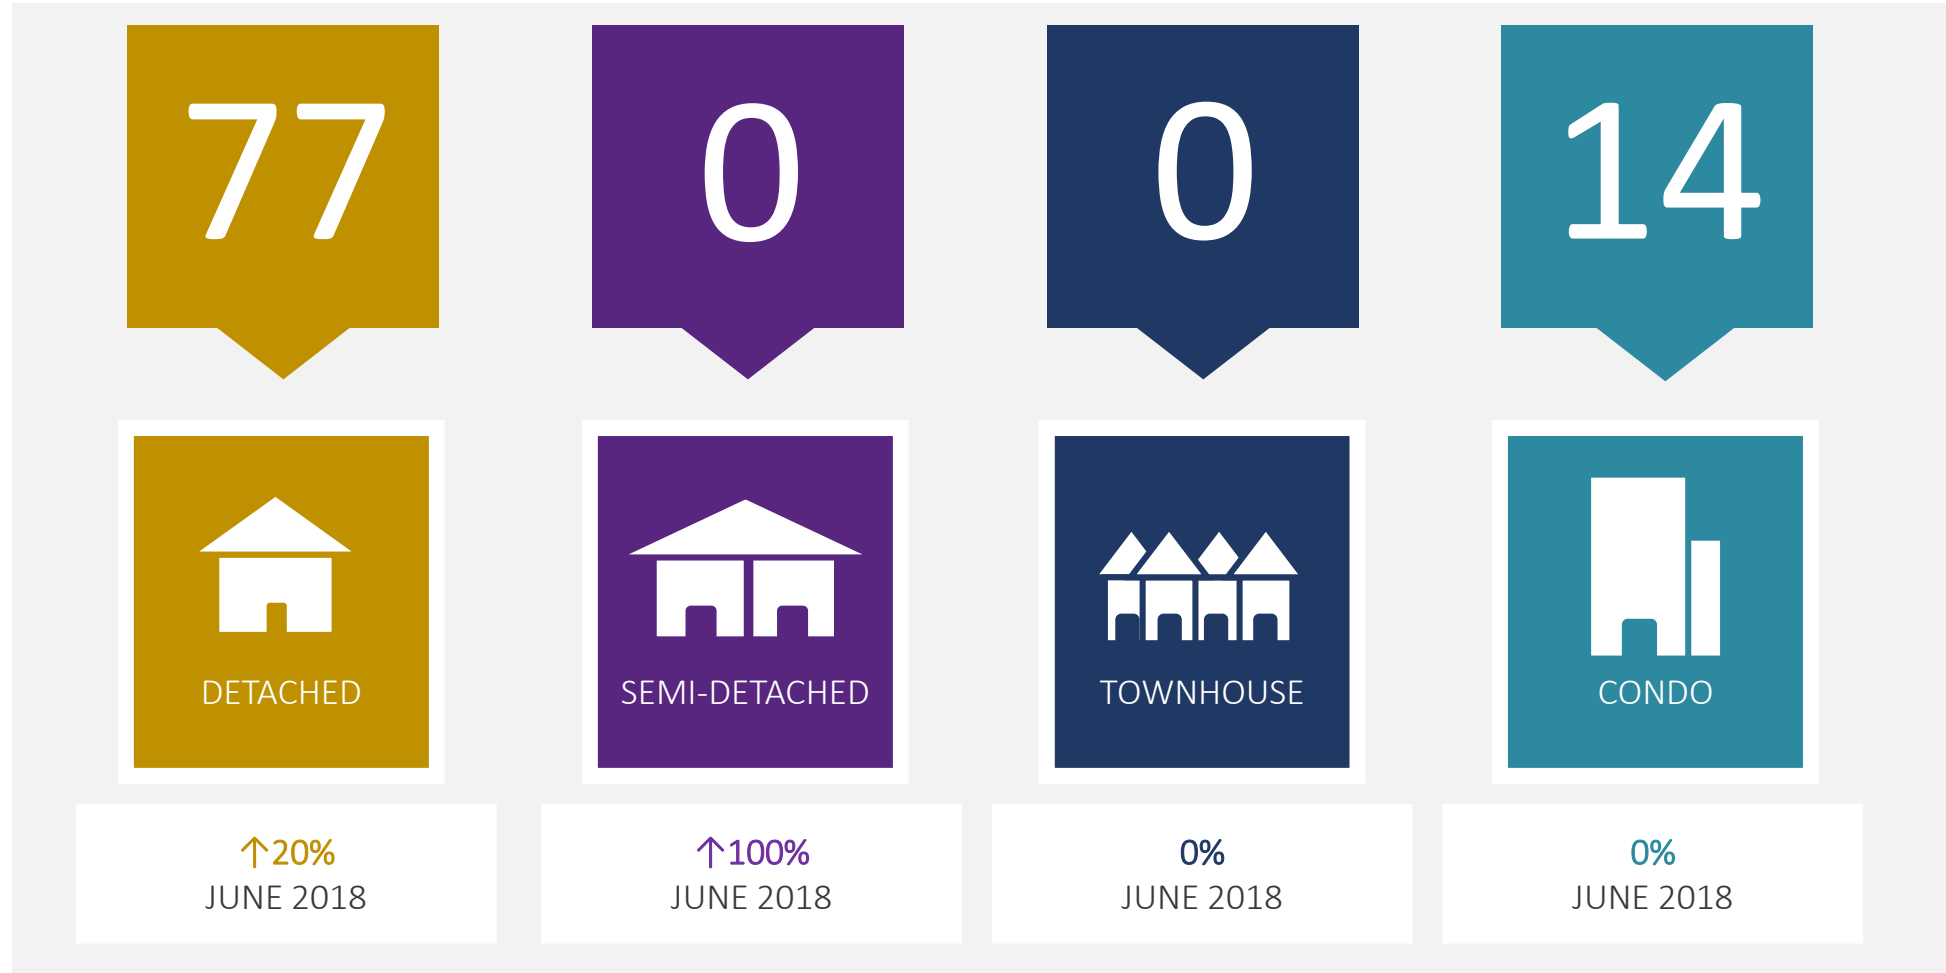 77
0
0
14
DETACHED
SEMI-DETACHED
TOWNHOUSE
CONDO
↑20%
JUNE 2018
↑100%
JUNE 2018
0%
JUNE 2018
0%
JUNE 2018